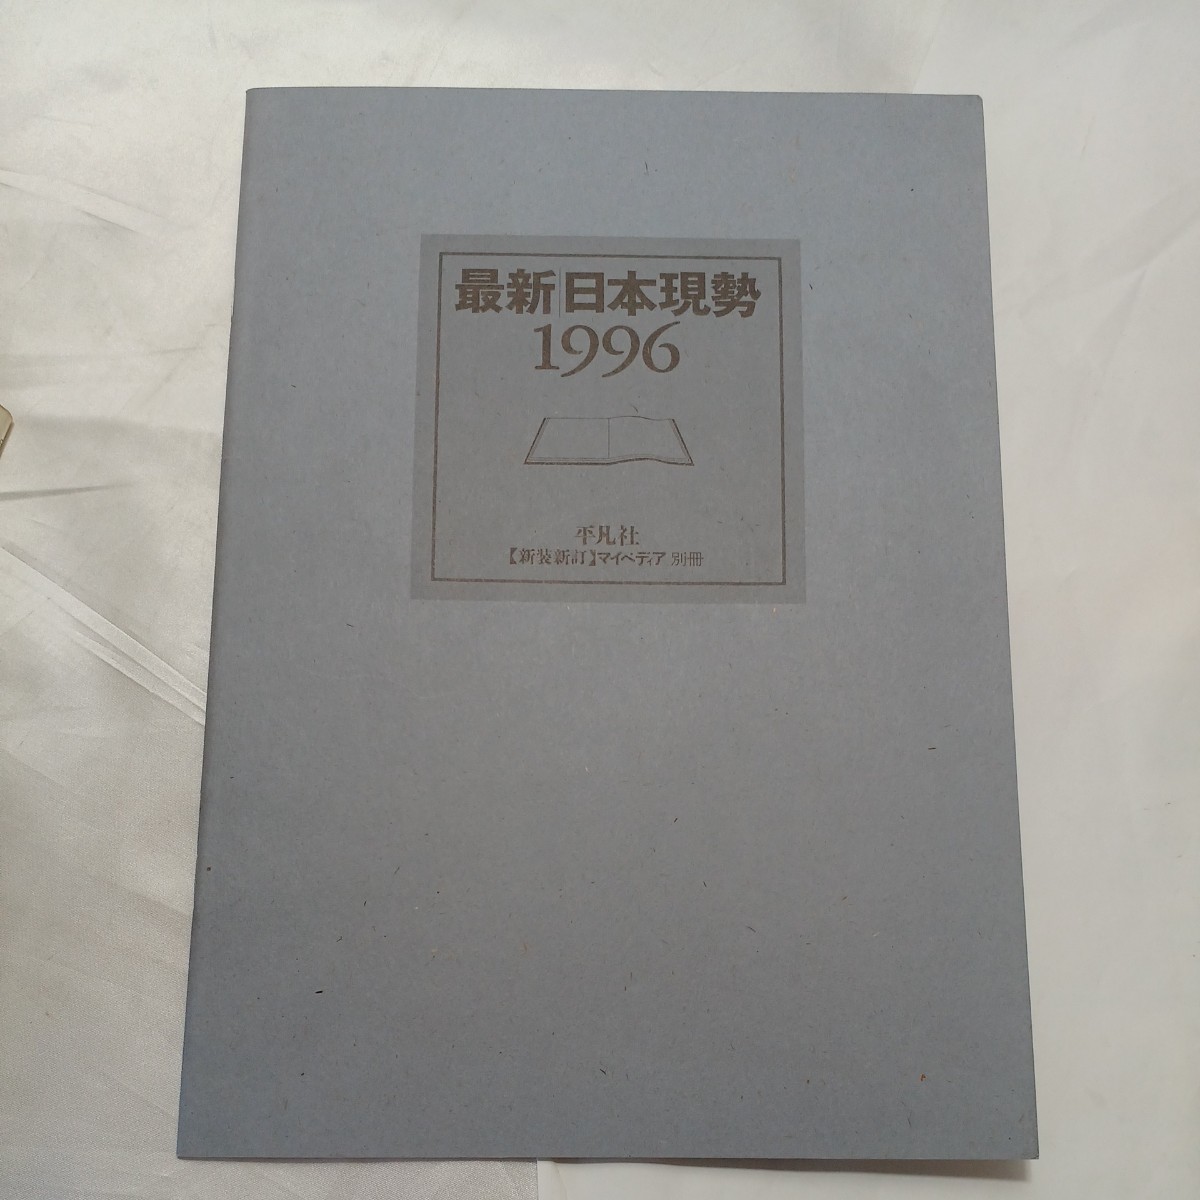 最新|日本現勢
1996
平凡社
【新装新訂】マイペディア 別冊